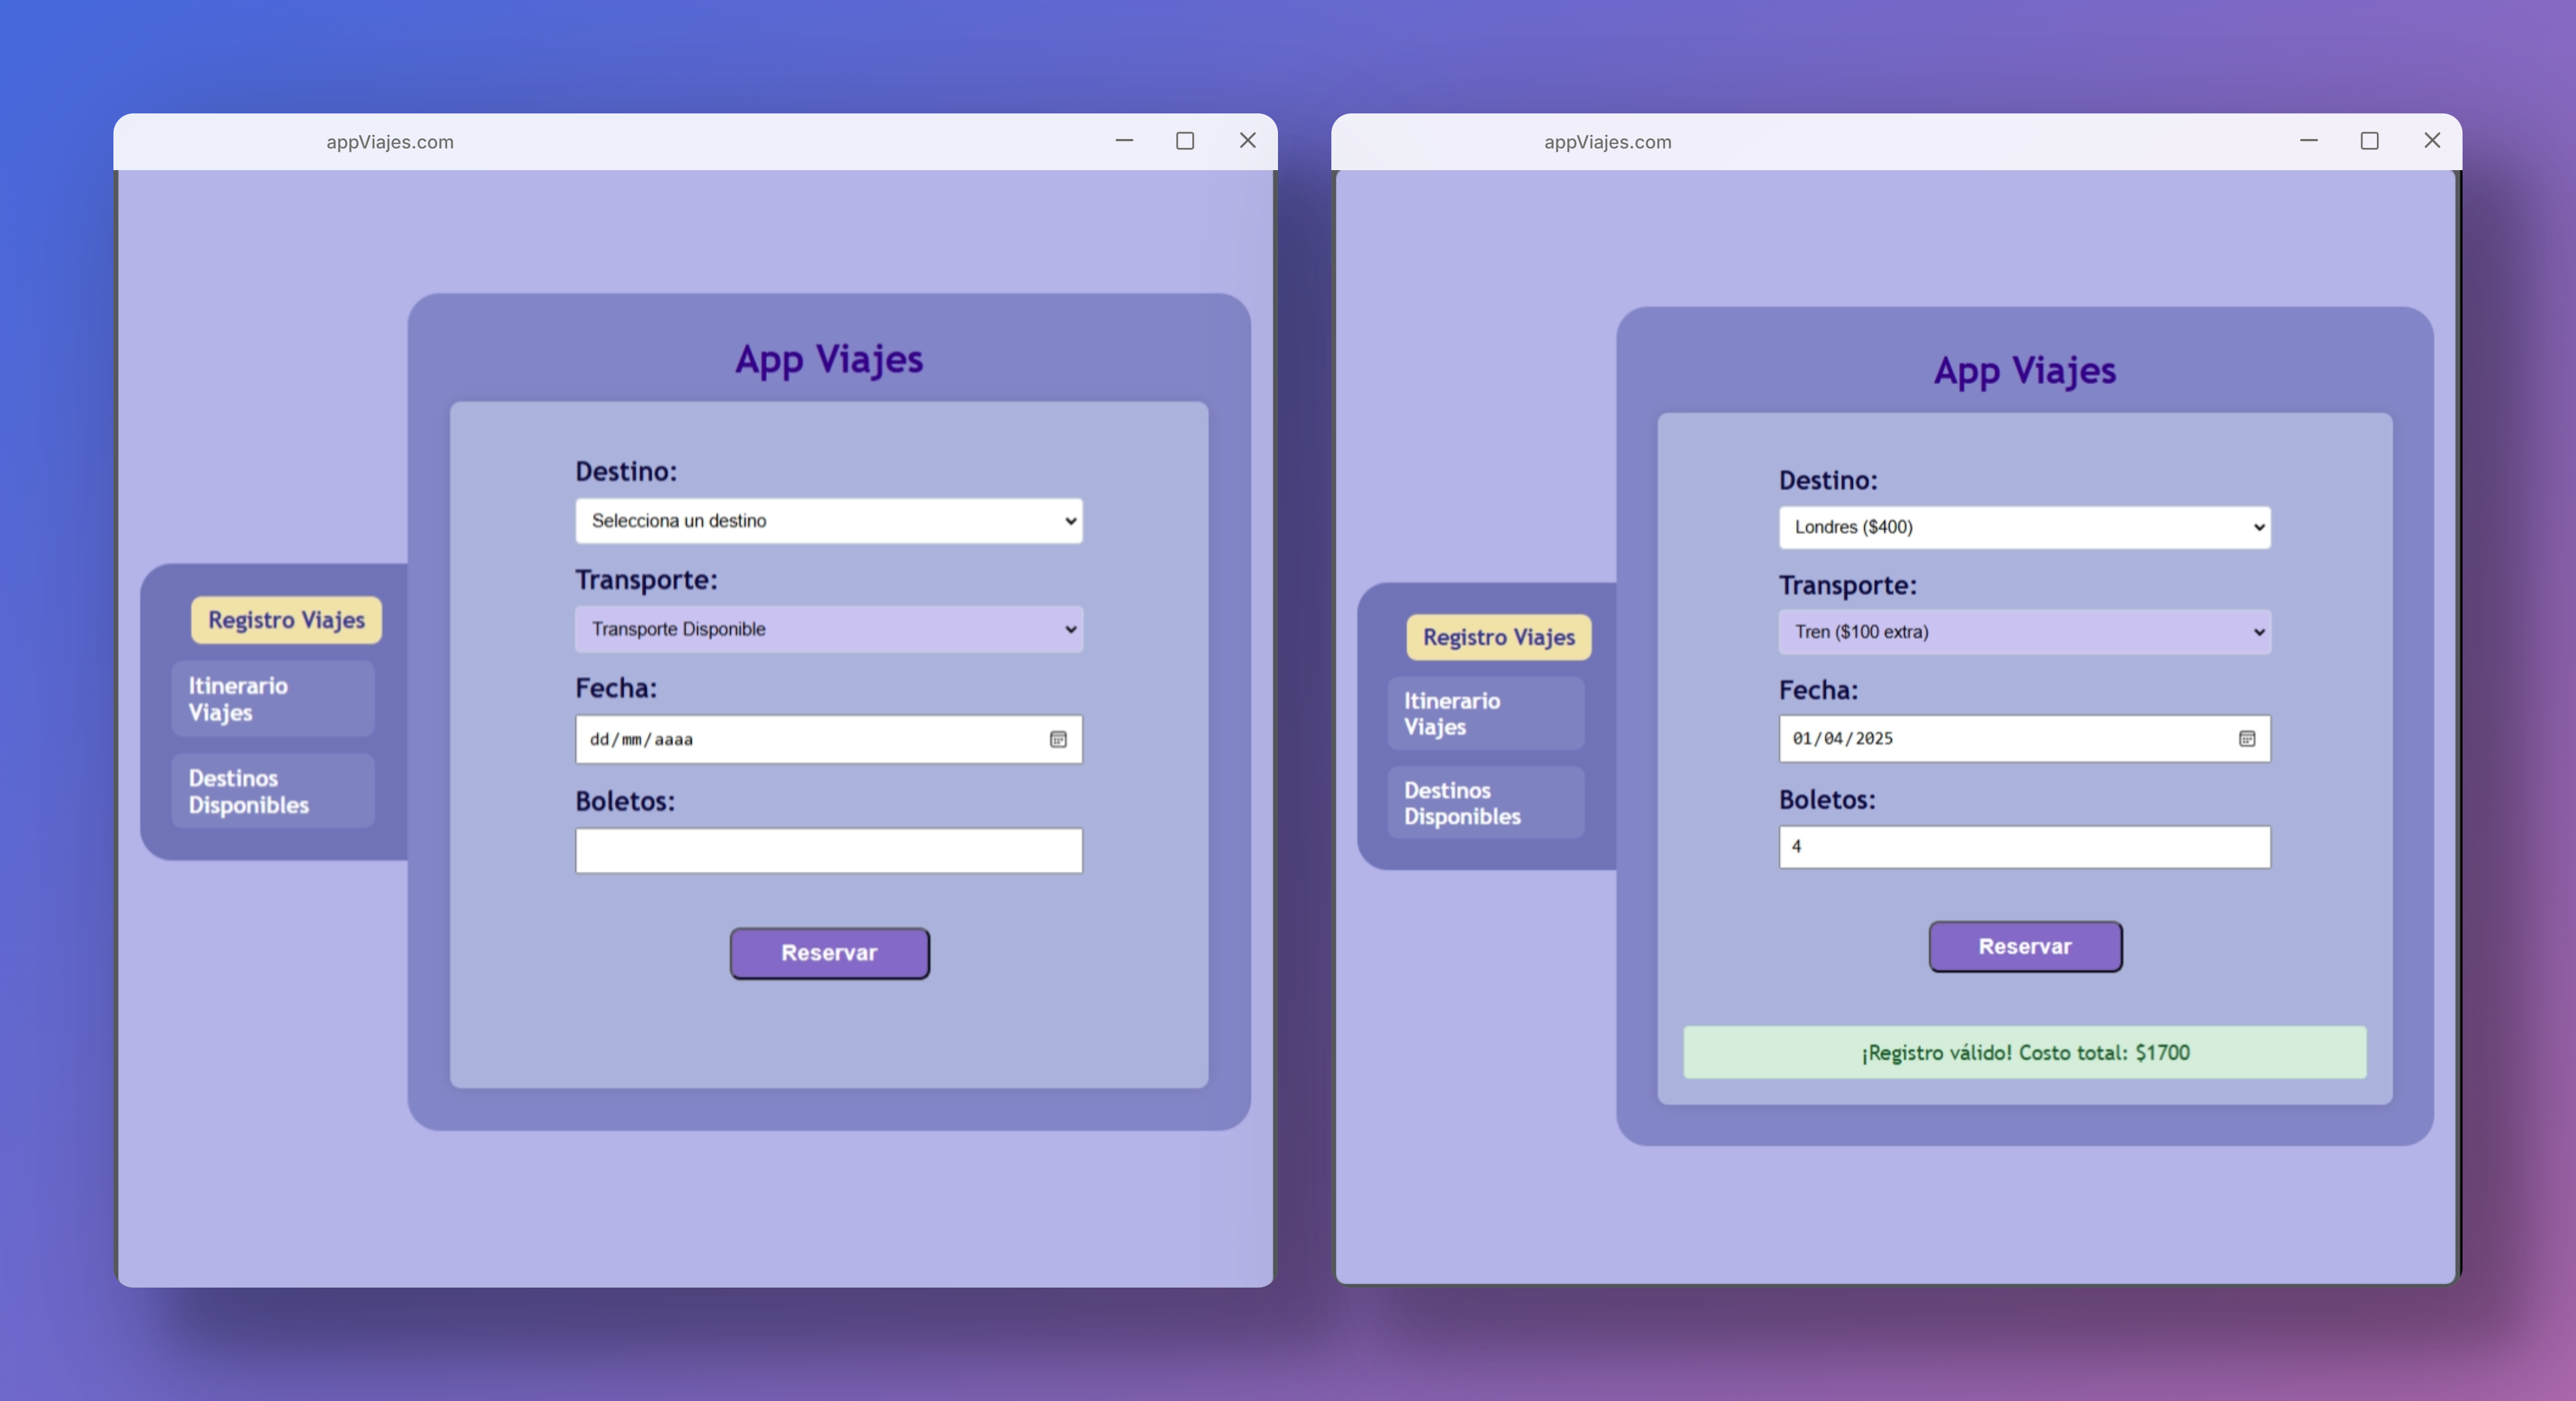 appViajes.com
App Viajes
Registro Viajes
Itinerario
Viajes
Destinos
Disponibles
Destino:
Selecciona un destino
Transporte:
Transporte Disponible
Fecha:
dd/mm/aaaa
Boletos:
Reservar
appViajes.com
App Viajes
Registro Viajes
Itinerario
Viajes
Destinos
Disponibles
Destino:
Londres ($400)
Transporte:
Tren ($100 extra)
Fecha:
01/04/2025
Boletos:
4
Reservar
¡Registro válido! Costo total: $1700